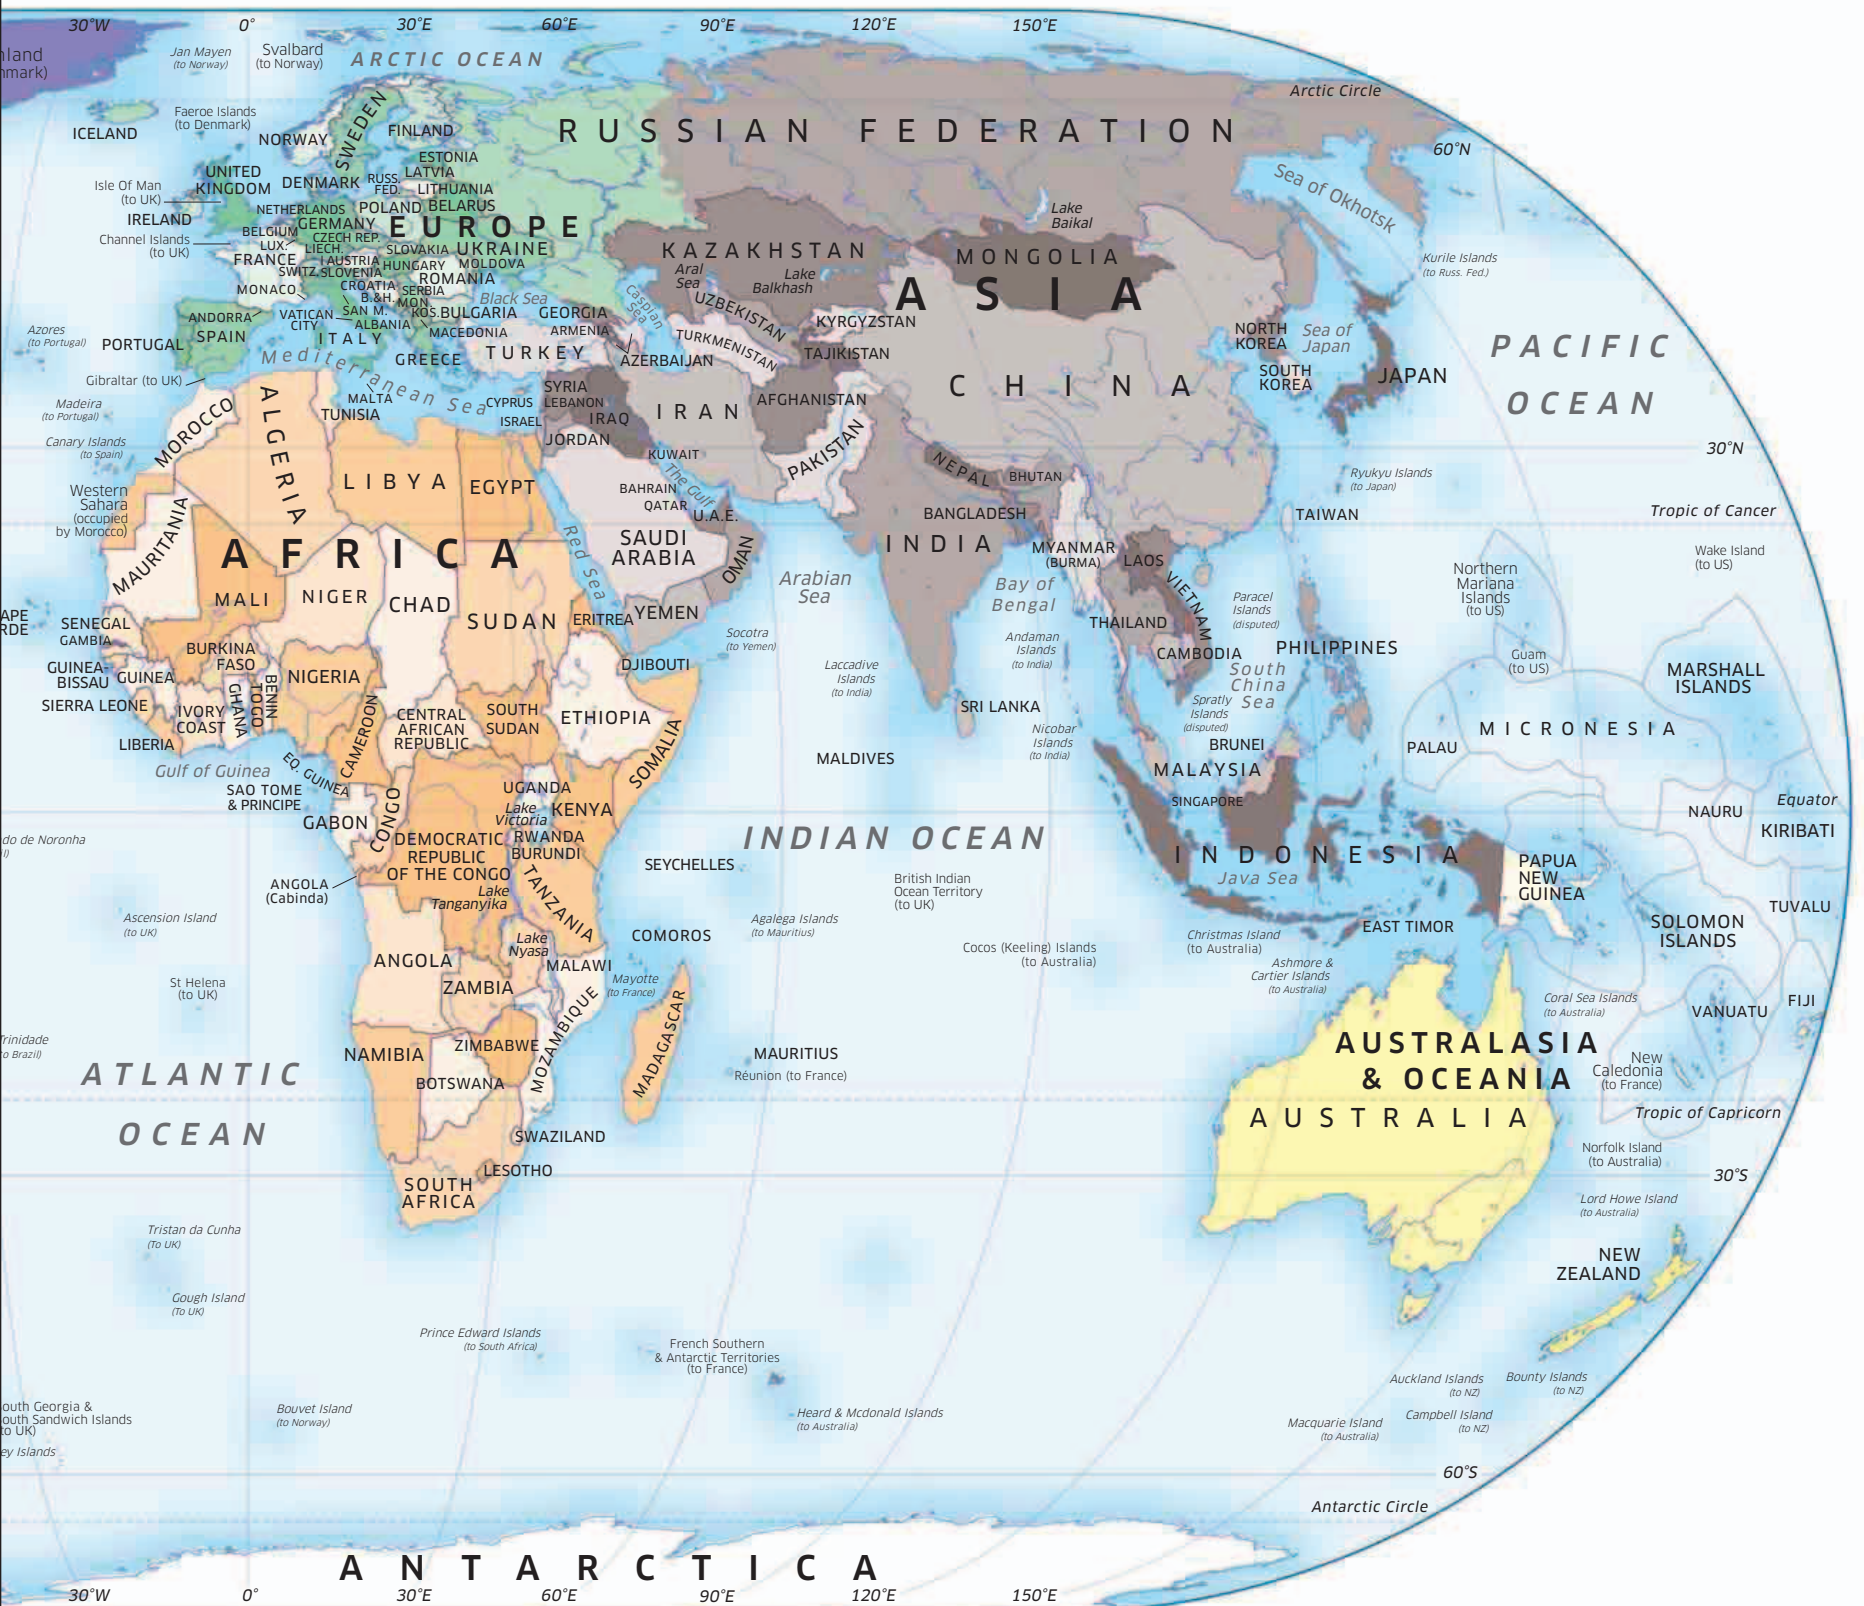 30°W
0°
30°E
60°E
90°E
120°E
150°E
Jan Mayen
(to Norway)
Svalbard
(to Norway)
ARCTIC OCEAN
nland
nmark)
Arctic Circle
Faeroe Islands
(to Denmark)
ICELAND
NORWAY
SWEDEN
FINLAND
RUSSIAN FEDERATION
60°N
ESTONIA
LATVIA
UNITED
KINGDOM
DENMARK
RUSS.
FED.
LITHUANIA
Isle Of Man
(to UK)
IRELAND
NETHERLANDS
POLAND
BELARUS
GERMANY
EUROPE
Sea of Okhotsk
Lake
Baikal
Channel Islands
(to UK)
BELGIUM
LUX.
CZECH REP.
LIECH.
SLOVAKIA
UKRAINE
FRANCE
AUSTRIA
HUNGARY
MOLDOVA
SWITZ.
SLOVENIA
ROMANIA
KAZAKHSTAN
MONGOLIA
Kurile Islands
(to Russ. Fed.)
MONACO
CROATIA
SERBIA
B.&H.
MON.
Aral
Sea
Lake
Balkhash
ASIA
Black Sea
Caspian
Sea
UZBEKISTAN
ANDORRA
VATICAN
CITY
SAN M.
KOS.
BULGARIA
GEORGIA
ALBANIA
MACEDONIA
ARMENIA
KYRGYZSTAN
Azores
(to Portugal)
PORTUGAL
SPAIN
ITALY
GREECE
TURKEY
AZERBAIJAN
TURKMENISTAN
TAJIKISTAN
NORTH
KOREA
Sea of
Japan
PACIFIC
OCEAN
Mediterranean Sea
Gibraltar (to UK)
SOUTH
KOREA
JAPAN
CHINA
Madeira
(to Portugal)
MALTA
TUNISIA
CYPRUS
SYRIA
LEBANON
ISRAEL
IRAQ
JORDAN
IRAN
AFGHANISTAN
MOROCCO
ALGERIA
Canary Islands
(to Spain)
KUWAIT
PAKISTAN
30°N
NEPAL
BHUTAN
Ryukyu Islands
(to Japan)
Western
Sahara
(occupied
by Morocco)
LIBYA
EGYPT
BAHRAIN
QATAR
The Gulf
U.A.E.
BANGLADESH
TAIWAN
Tropic of Cancer
MAURITANIA
AFRICA
Red Sea
SAUDI
ARABIA
OMAN
INDIA
MYANMAR
(BURMA)
LAOS
Wake Island
(to US)
Arabian
Sea
Bay of
Bengal
VIETNAM
Northern
Mariana
Islands
(to US)
MALI
NIGER
CHAD
SUDAN
ERITREA
YEMEN
THAILAND
Paracel
Islands
(disputed)
APE
RDE
SENEGAL
GAMBIA
Socotra
(to Yemen)
Andaman
Islands
(to India)
CAMBODIA
PHILIPPINES
BURKINA
FASO
GUINEA-
BISSAU
GUINEA
NIGERIA
DJIBOUTI
Laccadive
Islands
(to India)
South
China
Sea
Guam
(to US)
MARSHALL
ISLANDS
SIERRA LEONE
IVORY
COAST
GHANA
TOGO
BENIN
CAMEROON
CENTRAL
AFRICAN
REPUBLIC
SOUTH
SUDAN
ETHIOPIA
SOMALIA
SRI LANKA
Nicobar
Islands
(to India)
Spratly
Islands
(disputed)
MICRONESIA
LIBERIA
BRUNEI
PALAU
MALDIVES
MALAYSIA
Gulf of Guinea
EQ. GUINEA
SAO TOME
& PRINCIPE
UGANDA
Lake
Victoria
KENYA
SINGAPORE
Equator
NAURU
KIRIBATI
GABON
CONGO
DEMOCRATIC
REPUBLIC
OF THE CONGO
RWANDA
BURUNDI
INDIAN OCEAN
do de Noronha
il)
SEYCHELLES
INDONESIA
Java Sea
PAPUA
NEW
GUINEA
ANGOLA
(Cabinda)
Lake
Tanganyika
TANZANIA
British Indian
Ocean Territory
(to UK)
TUVALU
Ascension Island
(to UK)
Agalega Islands
(to Mauritius)
EAST TIMOR
SOLOMON
ISLANDS
COMOROS
Lake
Nyasa
Christmas Island
(to Australia)
Cocos (Keeling) Islands
(to Australia)
ANGOLA
MALAWI
Ashmore &
Cartier Islands
(to Australia)
St Helena
(to UK)
ZAMBIA
Mayotte
(to France)
MOZAMBIQUE
MADAGASCAR
Coral Sea Islands
(to Australia)
VANUATU
FIJI
Trinidade
to Brazil)
NAMIBIA
ZIMBABWE
BOTSWANA
MAURITIUS
Réunion (to France)
AUSTRALASIA
& OCEANIA
New
Caledonia
(to France)
ATLANTIC
OCEAN
AUSTRALIA
Tropic of Capricorn
SWAZILAND
LESOTHO
SOUTH
AFRICA
Norfolk Island
(to Australia)
30°S
Lord Howe Island
(to Australia)
Tristan da Cunha
(To UK)
NEW
ZEALAND
Gough Island
(To UK)
Prince Edward Islands
(to South Africa)
French Southern
& Antarctic Territories
(to France)
Auckland Islands
(to NZ)
Bounty Islands
(to NZ)
outh Georgia &
outh Sandwich Islands
to UK)
Bouvet Island
(to Norway)
Heard & Mcdonald Islands
(to Australia)
Macquarie Island
(to Australia)
Campbell Island
(to NZ)
ey Islands
60°S
Antarctic Circle
ANTARCTICA
30°W
0°
30°E
60°E
90°E
120°E
150°E